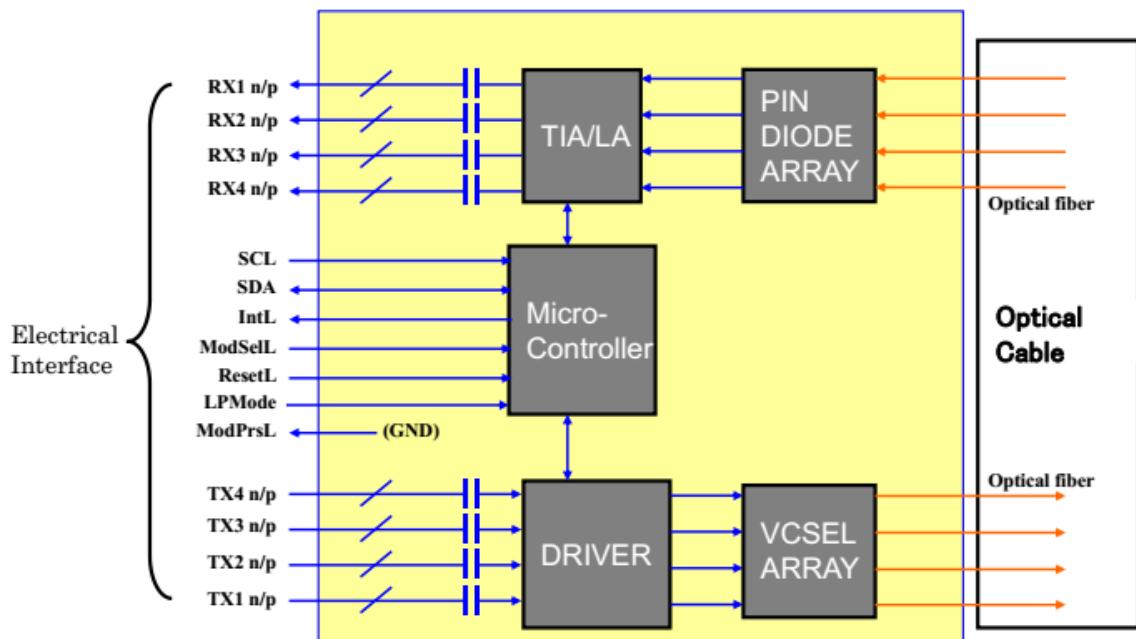 RX1 n/p
RX2 n/p
RX3 n/p
RX4 n/p
TIA/LA
PIN
DIODE
ARRAY
Optical fiber
SCL
SDA
IntL
ModSelL
ResetL
LPMode
ModPrsL
(GND)
Electrical
Interface
Micro-
Controller
Optical
Cable
TX4 n/p
TX3 n/p
TX2 n/p
TX1 n/p
DRIVER
VCSEL
ARRAY
Optical fiber